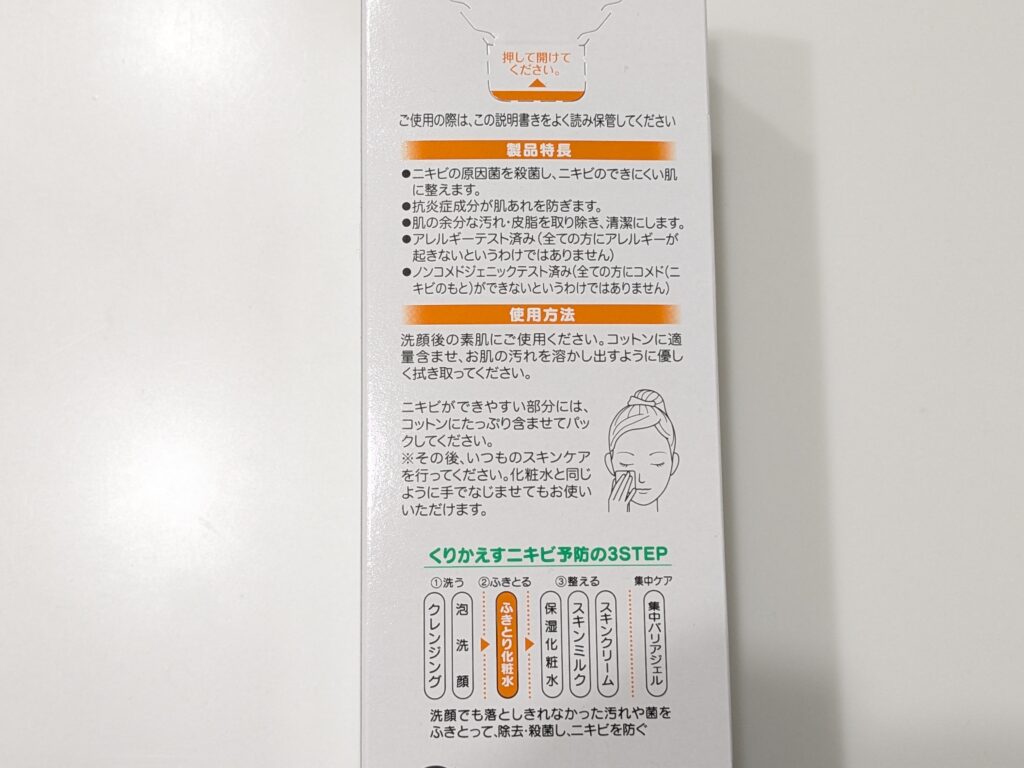 押して開けて
ください。
ご使用の際は、この説明書きをよく読み保管してください
製品特長
●ニキビの原因菌を殺菌し、ニキビのできにくい肌
に整えます。
●抗炎症成分が肌あれを防ぎます。
●肌の余分な汚れ・皮脂を取り除き、清潔にします。
●アレルギーテスト済み(全ての方にアレルギーが
起きないというわけではありません)
●ノンコメドジェニックテスト済み(全ての方にコメド(ニ
キビのもと)ができないというわけではありません)
使用方法
洗顔後の素肌にご使用ください。コットンに適
量含ませ、お肌の汚れを溶かし出すように優し
く拭き取ってください。
ニキビができやすい部分には、
コットンにたっぷり含ませてパッ
クしてください。
※その後、いつものスキンケア
を行ってください。化粧水と同じ
ように手でなじませてもお使い
いただけます。
くりかえすニキビ予防の3STEP
①洗う ②ふきとる ③整える 集中ケア
クレンジング
泡洗顔
ふきとり化粧水
保湿化粧水
スキンミルク
スキンクリーム
集中バリアジェル
洗顔でも落としきれなかった汚れや菌を
ふきとって、除去・殺菌し、ニキビを防ぐ